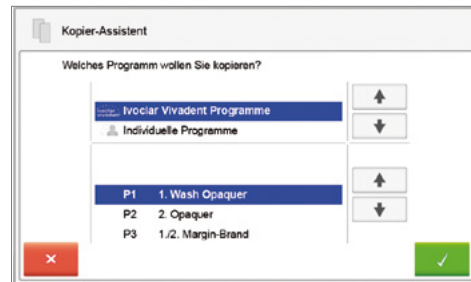 Kopier-Assistent
Welches Programm wollen Sie kopieren?
Ivoclar Vivadent Programme
Individuelle Programme
P1 1. Wash Opaquer
P2 2. Opaquer
P3 1./2. Margin-Brand